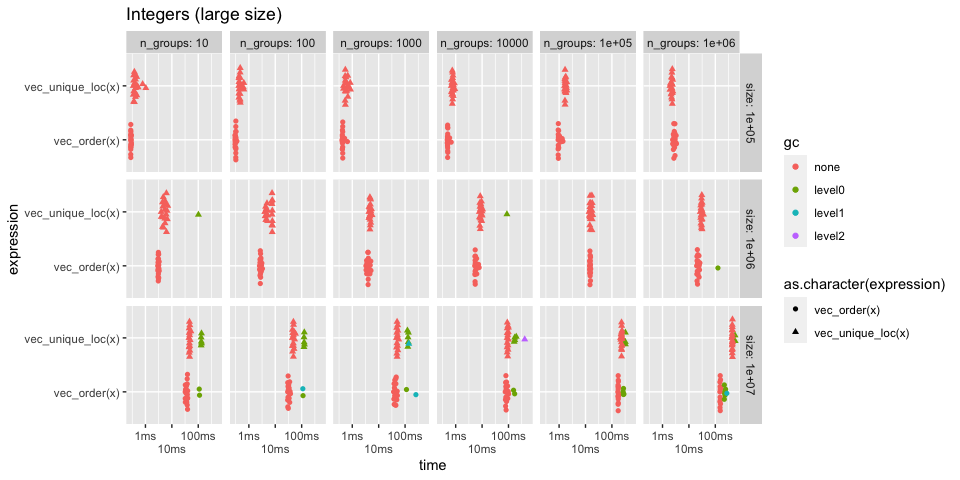 Integers (large size)
n_groups: 10 n_groups: 100 n_groups: 1000 n_groups: 10000 n_groups: 1e+05 n_groups: 1e+06
expression
vec_unique_loc(x)
vec_order(x)
size: 1e+05
vec_unique_loc(x)
vec_order(x)
size: 1e+06
vec_unique_loc(x)
vec_order(x)
size: 1e+07
1ms 100ms 1ms 100ms 1ms 100ms 1ms 100ms 1ms 100ms 1ms 100ms
10ms 10ms 10ms 10ms 10ms 10ms
time
gc
none
level0
level1
level2
as.character(expression)
vec_order(x)
vec_unique_loc(x)